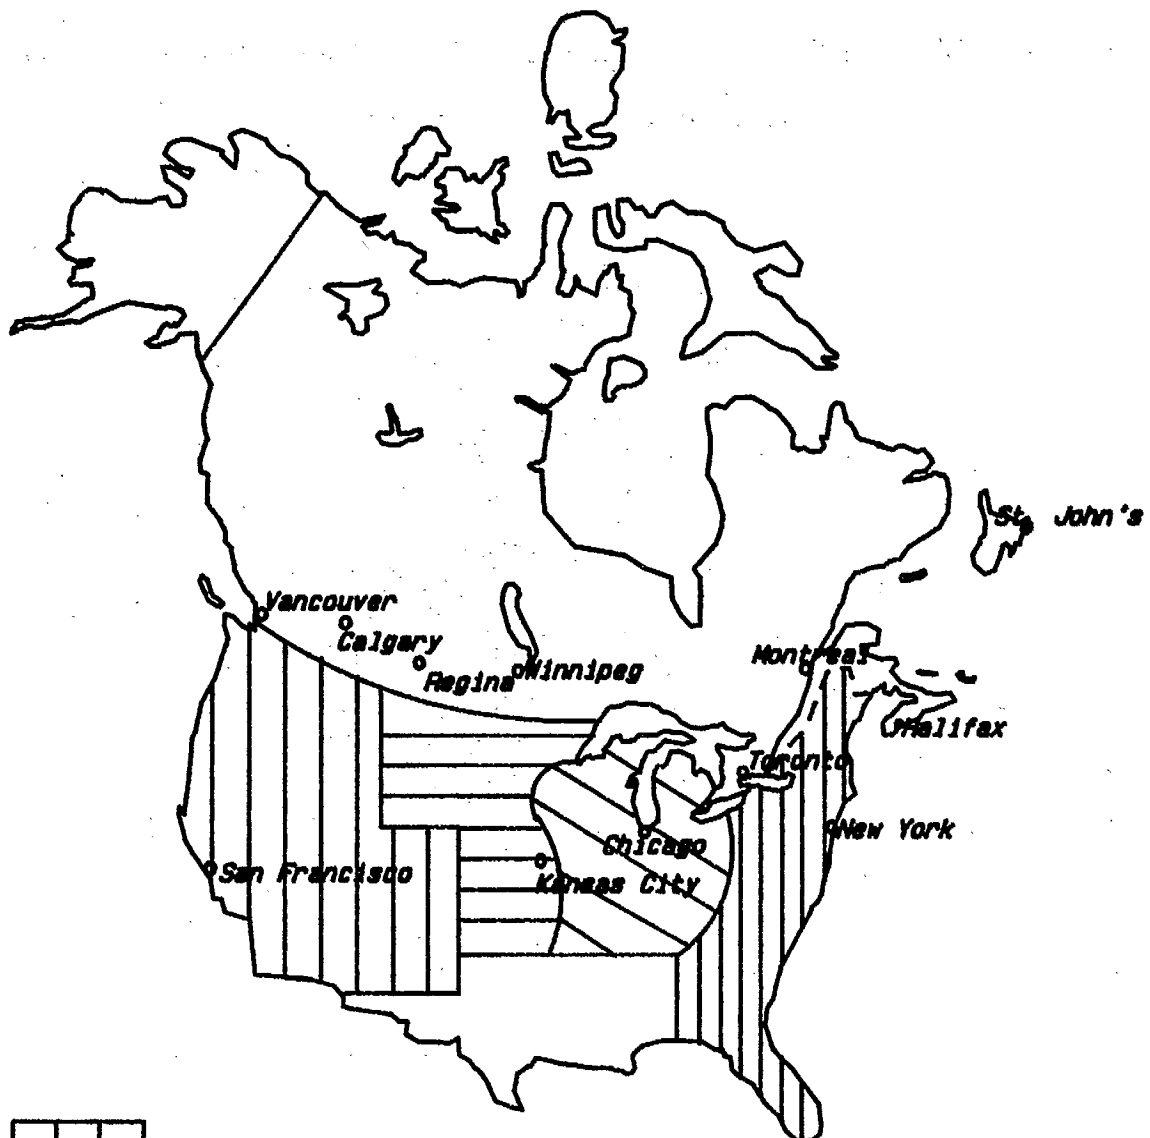 St. John's
Vancouver
Calgary
Montreal
Winnipeg
Regina
Halifax
Toronto
New York
Chicago
San Francisco
Kansas City